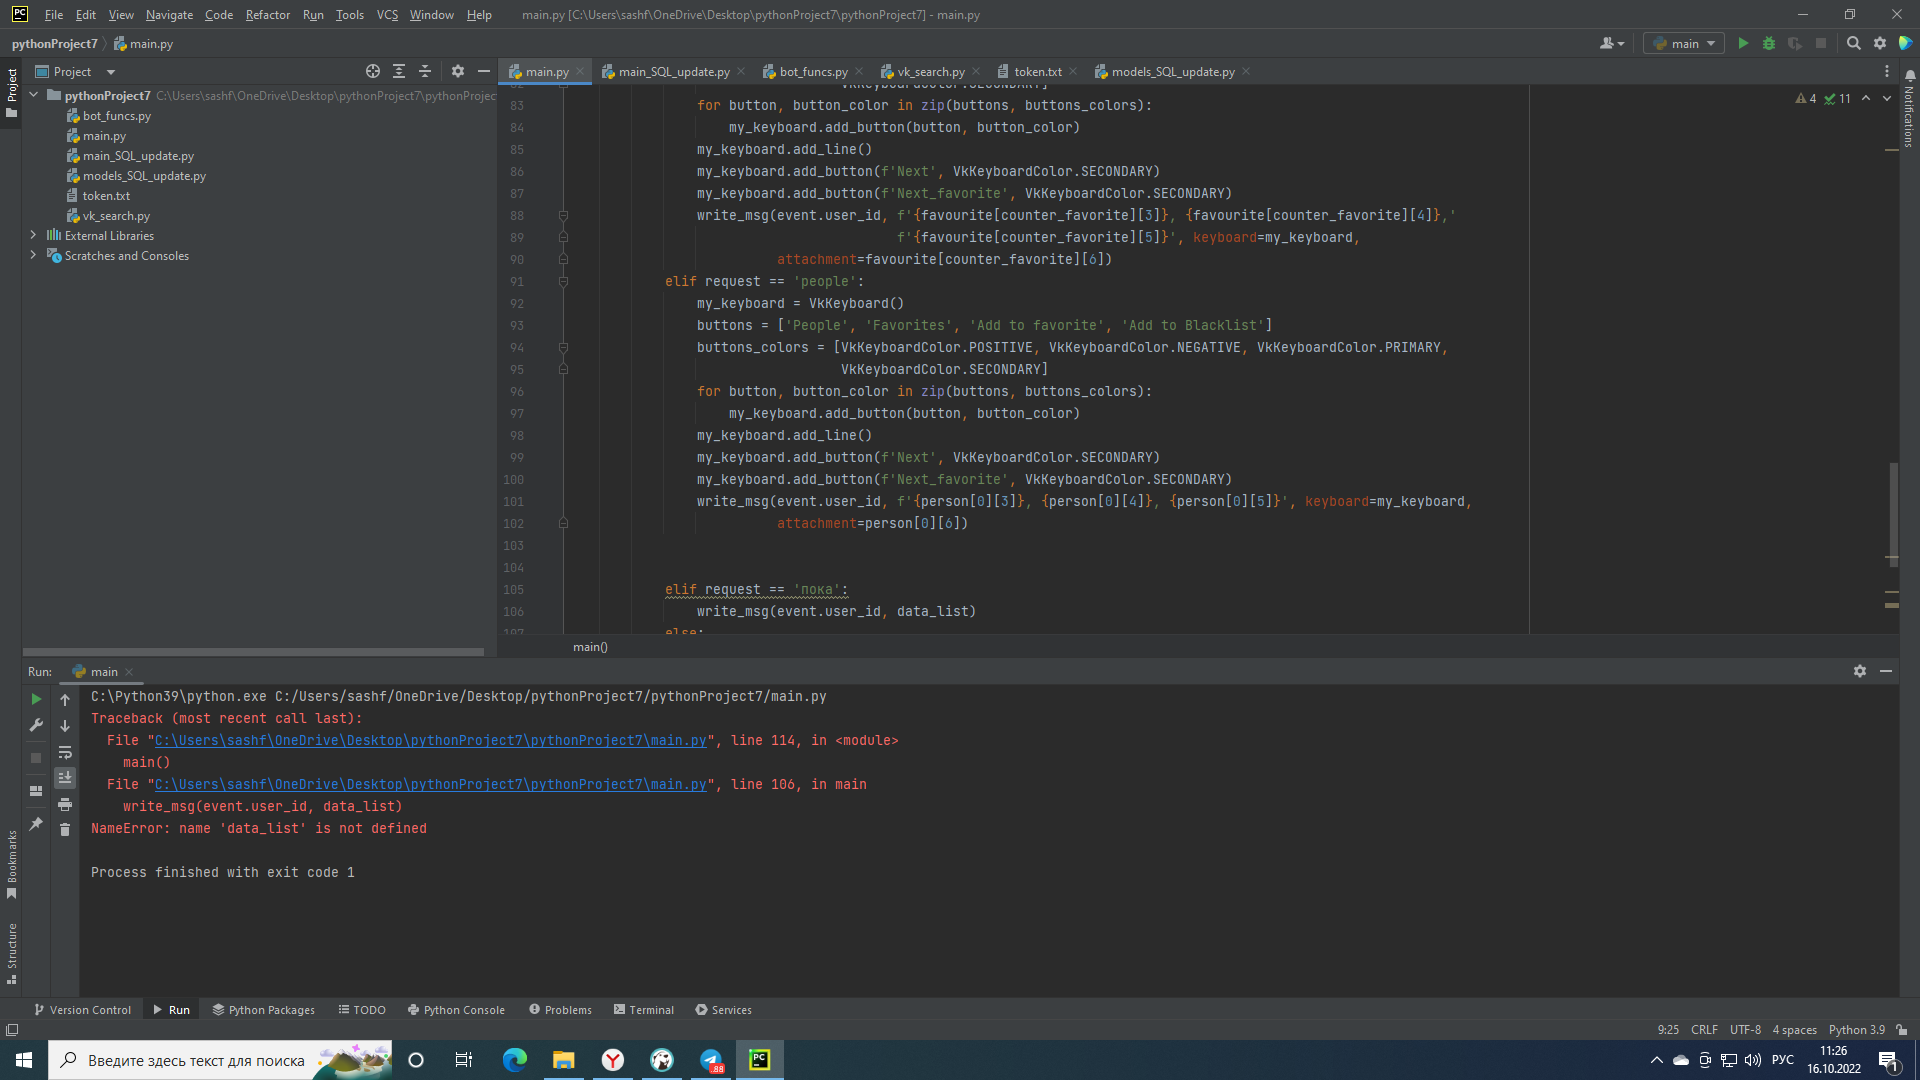 PC File Edit View Navigate Code Refactor Run Tools VCS Window Help main.py [C:\Users\sashf\OneDrive\Desktop\pythonProject7\pythonProject7] - main.py
pythonProject7 main.py main
Project
Project
main.py main_SQL_update.py bot_funcs.py vk_search.py token.txt models_SQL_update.py
Notifications
pythonProject7 C:\Users\sashf\OneDrive\Desktop\pythonProject7\pythonProject
bot_funcs.py
main.py
main_SQL_update.py
models_SQL_update.py
token.txt
vk_search.py
External Libraries
Scratches and Consoles
4 11
82 VkKeyboardColor.SECONDARY]
83 for button, button_color in zip(buttons, buttons_colors):
84 my_keyboard.add_button(button, button_color)
85 my_keyboard.add_line()
86 my_keyboard.add_button(f'Next', VkKeyboardColor.SECONDARY)
87 my_keyboard.add_button(f'Next_favorite', VkKeyboardColor.SECONDARY)
88 write_msg(event.user_id, f'{favourite[counter_favorite][3]}, {favourite[counter_favorite][4]},'
89 f'{favourite[counter_favorite][5]}', keyboard=my_keyboard,
90 attachment=favourite[counter_favorite][6])
91 elif request == 'people':
92 my_keyboard = VkKeyboard()
93 buttons = ['People', 'Favorites', 'Add to favorite', 'Add to Blacklist']
94 buttons_colors = [VkKeyboardColor.POSITIVE, VkKeyboardColor.NEGATIVE, VkKeyboardColor.PRIMARY,
95 VkKeyboardColor.SECONDARY]
96 for button, button_color in zip(buttons, buttons_colors):
97 my_keyboard.add_button(button, button_color)
98 my_keyboard.add_line()
99 my_keyboard.add_button(f'Next', VkKeyboardColor.SECONDARY)
100 my_keyboard.add_button(f'Next_favorite', VkKeyboardColor.SECONDARY)
101 write_msg(event.user_id, f'{person[0][3]}, {person[0][4]}, {person[0][5]}', keyboard=my_keyboard,
102 attachment=person[0][6])
103
104
105 elif request == 'пока':
106 write_msg(event.user_id, data_list)
107 else:
main()
Run: main
C:\Python39\python.exe C:/Users/sashf/OneDrive/Desktop/pythonProject7/pythonProject7/main.py
Traceback (most recent call last):
File "C:\Users\sashf\OneDrive\Desktop\pythonProject7\pythonProject7\main.py", line 114, in <module>
main()
File "C:\Users\sashf\OneDrive\Desktop\pythonProject7\pythonProject7\main.py", line 106, in main
write_msg(event.user_id, data_list)
NameError: name 'data_list' is not defined
Process finished with exit code 1
Bookmarks
Structure
Version Control Run Python Packages TODO Python Console Problems Terminal Services
9:25 CRLF UTF-8 4 spaces Python 3.9
Введите здесь текст для поиска
88
PC
РУС
11:26
16.10.2022
1